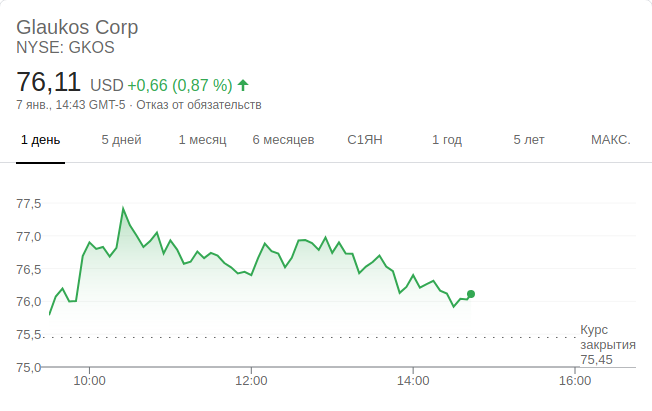 Glaukos Corp
NYSE: GKOS
76,11 USD +0,66 (0,87 %)
7 янв., 14:43 GMT-5 · Отказ от обязательств
1 день 5 дней 1 месяц 6 месяцев С1ЯН 1 год 5 лет МАКС.
77,5
77,0
76,5
76,0
75,5
Курс
закрытия
75,45
75,0
10:00 12:00 14:00 16:00